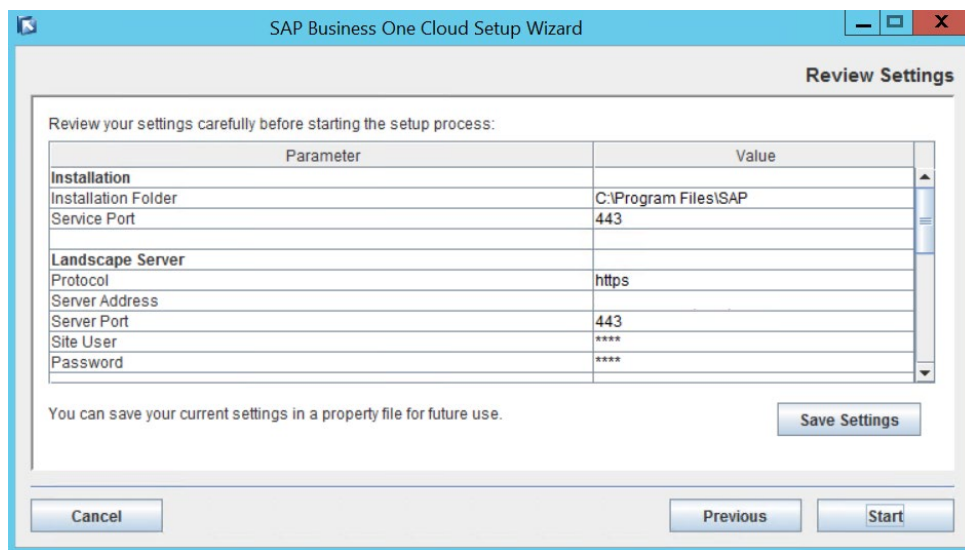 SAP Business One Cloud Setup Wizard
Review Settings
Review your settings carefully before starting the setup process:
Parameter Value
Installation
Installation Folder C:\Program Files\SAP
Service Port 443
Landscape Server
Protocol https
Server Address
Server Port 443
Site User ****
Password ****
You can save your current settings in a property file for future use.
Save Settings
Cancel Previous Start